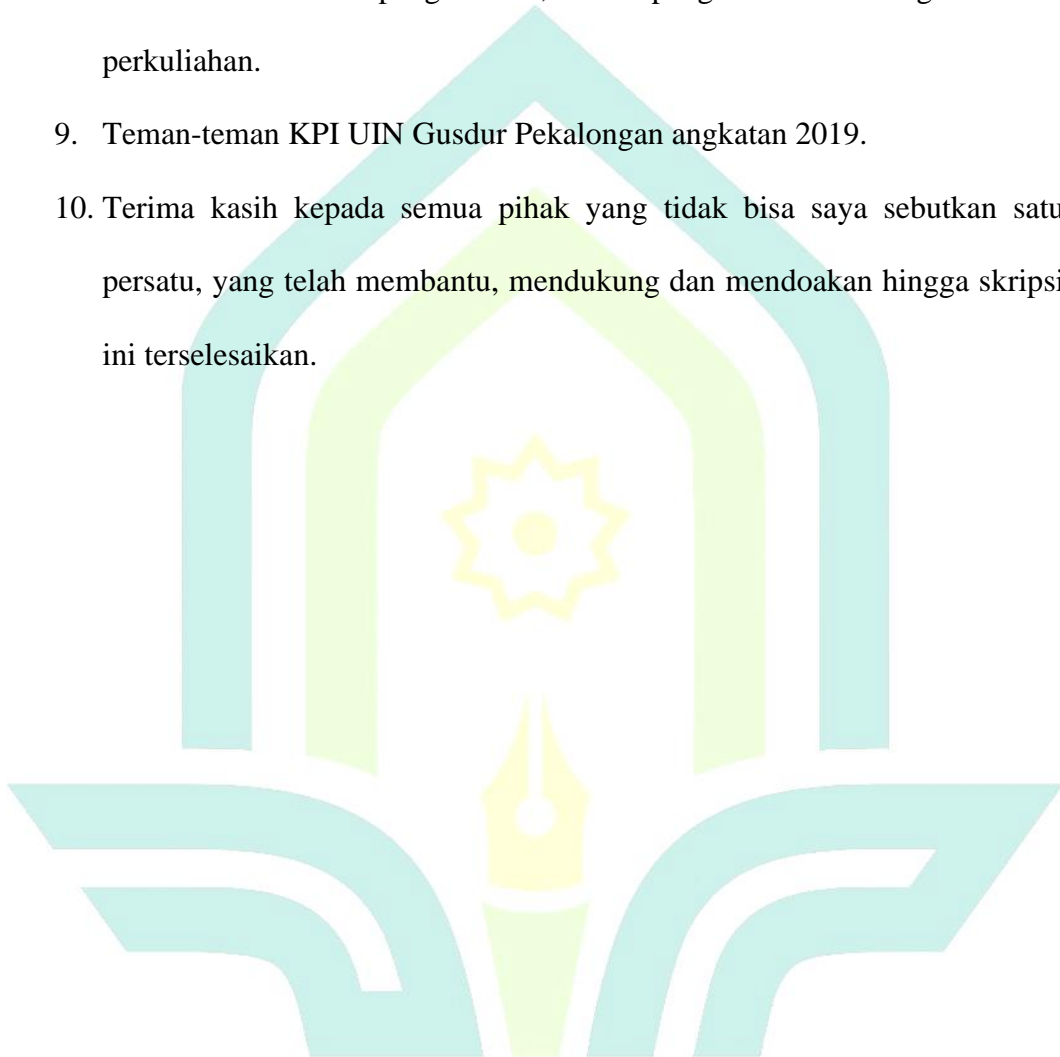 perkuliahan.
9. Teman-teman KPI UIN Gusdur Pekalongan angkatan 2019.
10. Terima kasih kepada semua pihak yang tidak bisa saya sebutkan satu
persatu, yang telah membantu, mendukung dan mendoakan hingga skripsi
ini terselesaikan.